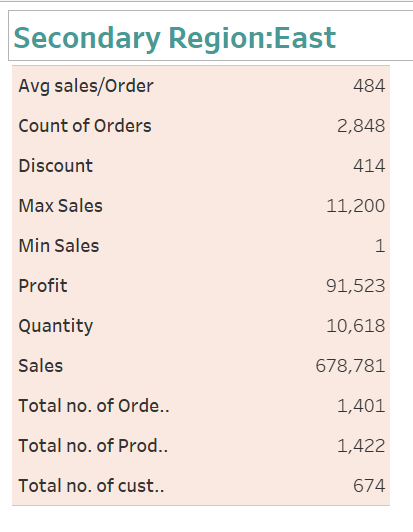 Secondary Region:East
Avg sales/Order 484
Count of Orders 2,848
Discount 414
Max Sales 11,200
Min Sales 1
Profit 91,523
Quantity 10,618
Sales 678,781
Total no. of Orde.. 1,401
Total no. of Prod.. 1,422
Total no. of cust.. 674